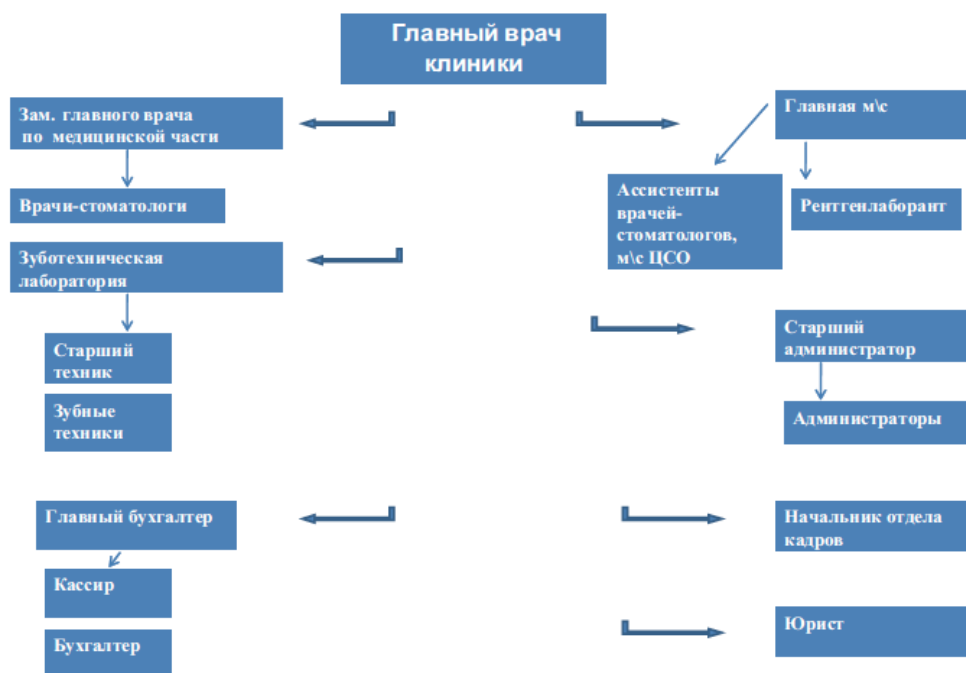 Главный врач
клиники
Зам. главного врача
по медицинской части
Врачи-стоматологи
Зуботехническая
лаборатория
Старший
техник
Зубные
техники
Главный бухгалтер
Кассир
Бухгалтер
Главная м\с
Ассистенты
врачей-
стоматологов,
м\с ЦСО
Рентгенлаборант
Старший
администратор
Администраторы
Начальник отдела
кадров
Юрист